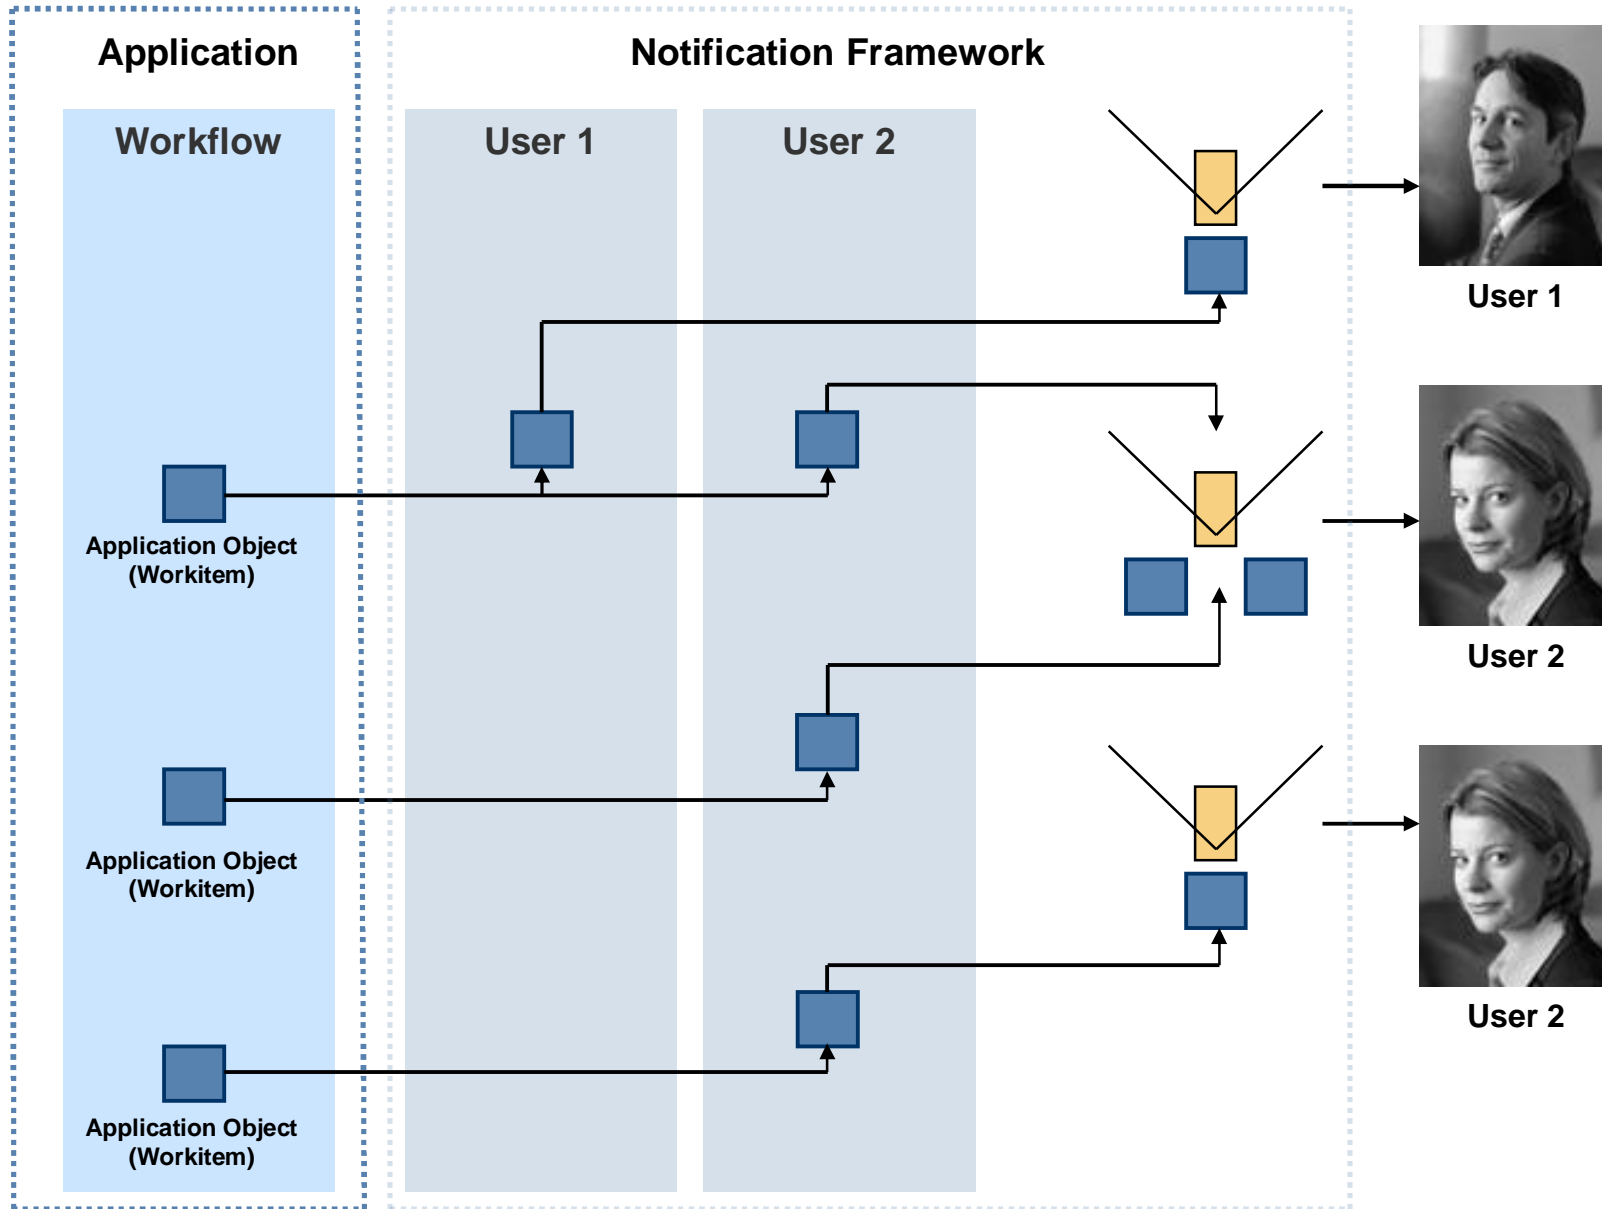 Application
Notification Framework
Workflow
User 1
User 2
User 1
Application Object
(Workitem)
User 2
Application Object
(Workitem)
User 2
Application Object
(Workitem)